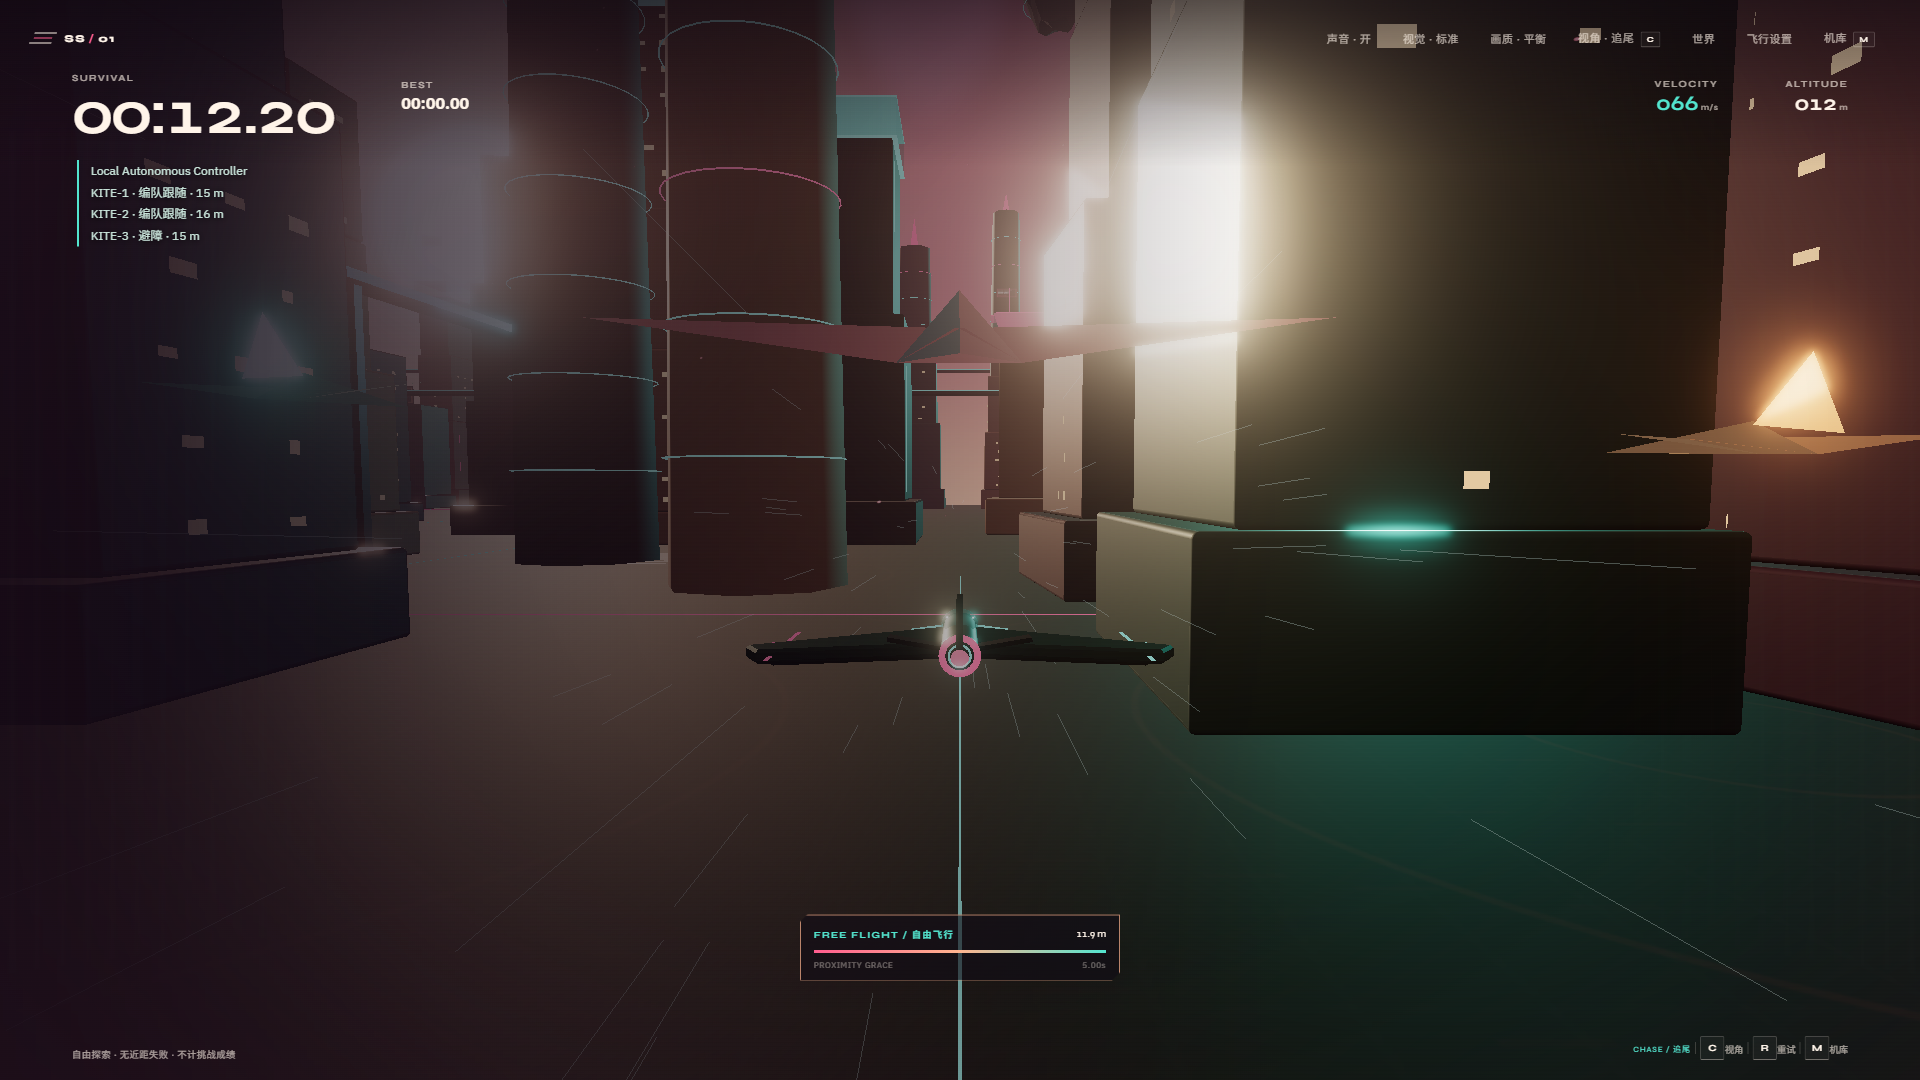 SS / 01
声音 · 开
视觉 · 标准
画质 · 平衡
视角 · 追尾 C
世界
飞行设置
机库 M
SURVIVAL
00:12.20
BEST
00:00.00
VELOCITY
066 m/s
ALTITUDE
012 m
Local Autonomous Controller
KITE-1 · 编队跟随 · 15 m
KITE-2 · 编队跟随 · 16 m
KITE-3 · 避障 · 15 m
FREE FLIGHT / 自由飞行 11.9 m
PROXIMITY GRACE 5.00s
自由探索 · 无近距失败 · 不计挑战成绩
CHASE / 追尾 C 视角 R 重试 M 机库